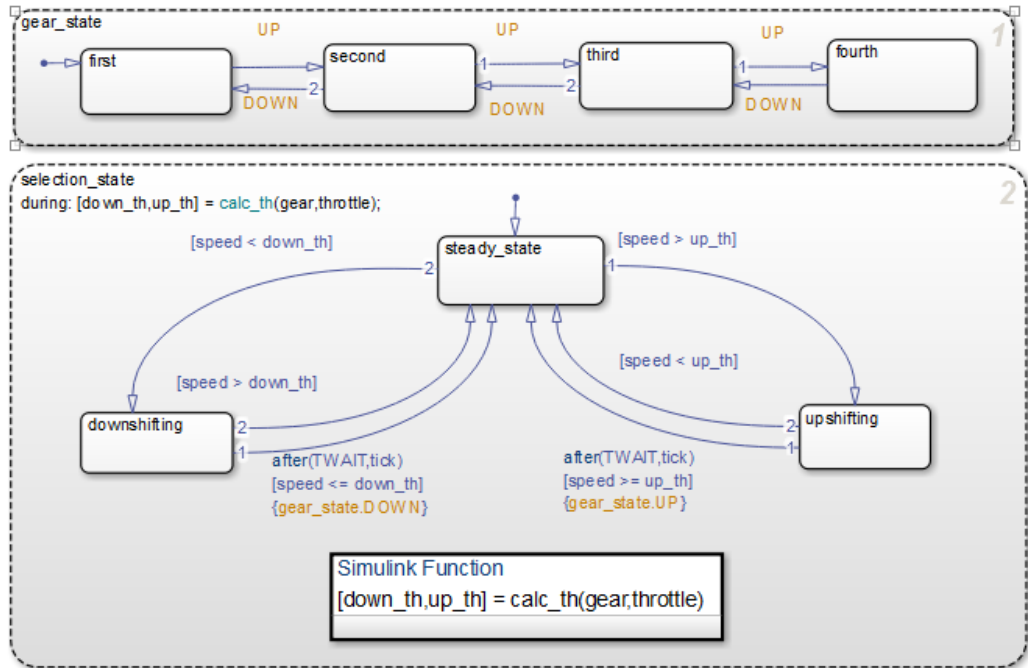 gear_state
1
UP
UP
UP
first
second
third
fourth
1
1
2
2
DOWN
DOWN
DOWN
selection_state
2
during: [down_th,up_th] = calc_th(gear,throttle);
[speed < down_th]
steady_state
[speed > up_th]
2
1
[speed > down_th]
[speed < up_th]
downshifting
upshifting
2
1
2
1
after(TWAIT,tick)
[speed <= down_th]
{gear_state.DOWN}
after(TWAIT,tick)
[speed >= up_th]
{gear_state.UP}
Simulink Function
[down_th,up_th] = calc_th(gear,throttle)